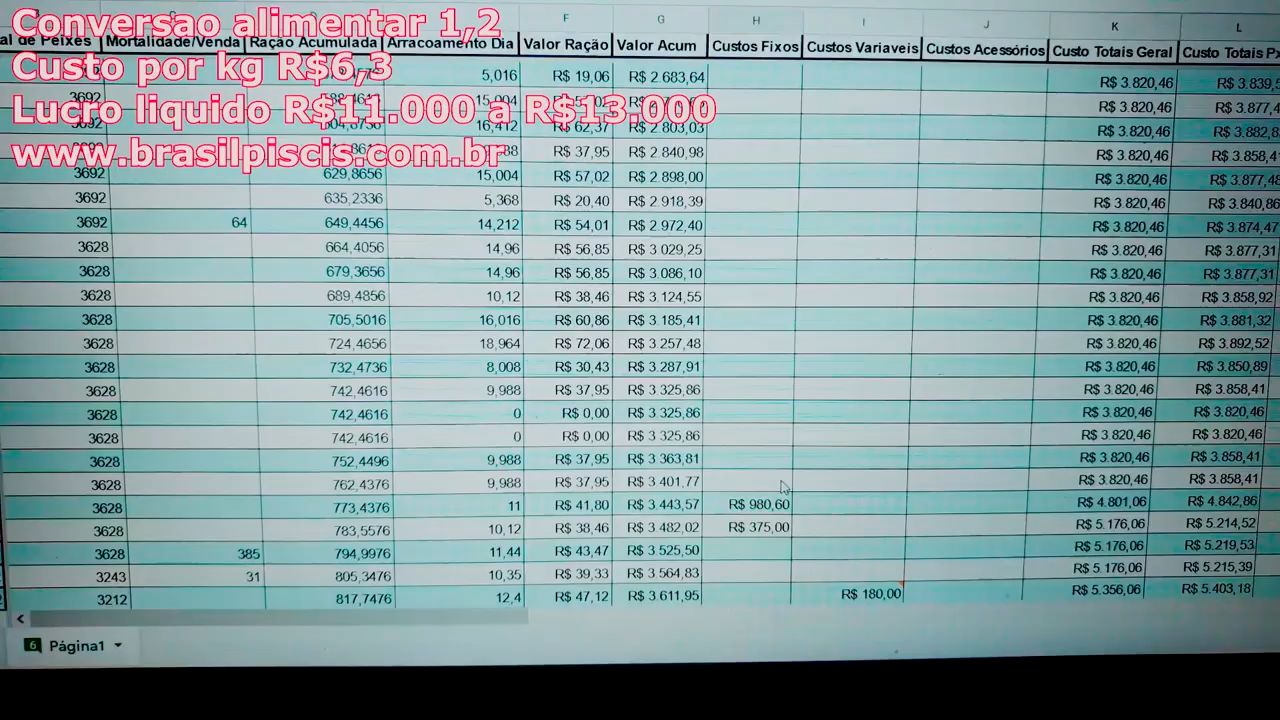 Conversao alimentar 1,2
Custo por kg R$6,3
Lucro liquido R$11.000 a R$13.000
www.brasilpiscis.com.br
F G H I J K L
al de Peixes Mortalidade/Venda Ração Acumulada Arracoamento Dia Valor Ração Valor Acum Custos Fixos Custos Variaveis Custos Acessórios Custo Totais Geral Custo Totais
5,016 R$ 19,06 R$ 2.683,64 R$ 3.820,46 R$ 3.839,5
3692 15,004 R$ 3.820,46 R$ 3.877,4
3692 16,412 R$ 62,37 R$ 2.803,03 R$ 3.820,46 R$ 3.882,8
R$ 37,95 R$ 2.840,98 R$ 3.820,46 R$ 3.858,41
3692 629,8656 15,004 R$ 57,02 R$ 2.898,00 R$ 3.820,46 R$ 3.877,48
3692 635,2336 5,368 R$ 20,40 R$ 2.918,39 R$ 3.820,46 R$ 3.840,86
3692 64 649,4456 14,212 R$ 54,01 R$ 2.972,40 R$ 3.820,46 R$ 3.874,47
3628 664,4056 14,96 R$ 56,85 R$ 3.029,25 R$ 3.820,46 R$ 3.877,31
3628 679,3656 14,96 R$ 56,85 R$ 3.086,10 R$ 3.820,46 R$ 3.877,31
3628 689,4856 10,12 R$ 38,46 R$ 3.124,55 R$ 3.820,46 R$ 3.858,92
3628 705,5016 16,016 R$ 60,86 R$ 3.185,41 R$ 3.820,46 R$ 3.881,32
3628 724,4656 18,964 R$ 72,06 R$ 3.257,48 R$ 3.820,46 R$ 3.892,52
3628 732,4736 8,008 R$ 30,43 R$ 3.287,91 R$ 3.820,46 R$ 3.850,89
3628 742,4616 9,988 R$ 37,95 R$ 3.325,86 R$ 3.820,46 R$ 3.858,41
3628 742,4616 0 R$ 0,00 R$ 3.325,86 R$ 3.820,46 R$ 3.820,46
3628 742,4616 0 R$ 0,00 R$ 3.325,86 R$ 3.820,46 R$ 3.820,46
3628 752,4496 9,988 R$ 37,95 R$ 3.363,81 R$ 3.820,46 R$ 3.858,41
3628 762,4376 9,988 R$ 37,95 R$ 3.401,77 R$ 3.820,46 R$ 3.858,41
3628 773,4376 11 R$ 41,80 R$ 3.443,57 R$ 980,60 R$ 4.801,06 R$ 4.842,86
3628 783,5576 10,12 R$ 38,46 R$ 3.482,02 R$ 375,00 R$ 5.176,06 R$ 5.214,52
3628 385 794,9976 11,44 R$ 43,47 R$ 3.525,50 R$ 5.176,06 R$ 5.219,53
3243 31 805,3476 10,35 R$ 39,33 R$ 3.564,83 R$ 5.176,06 R$ 5.215,39
3212 817,7476 12,4 R$ 47,12 R$ 3.611,95 R$ 180,00 R$ 5.356,06 R$ 5.403,18
6 Página1